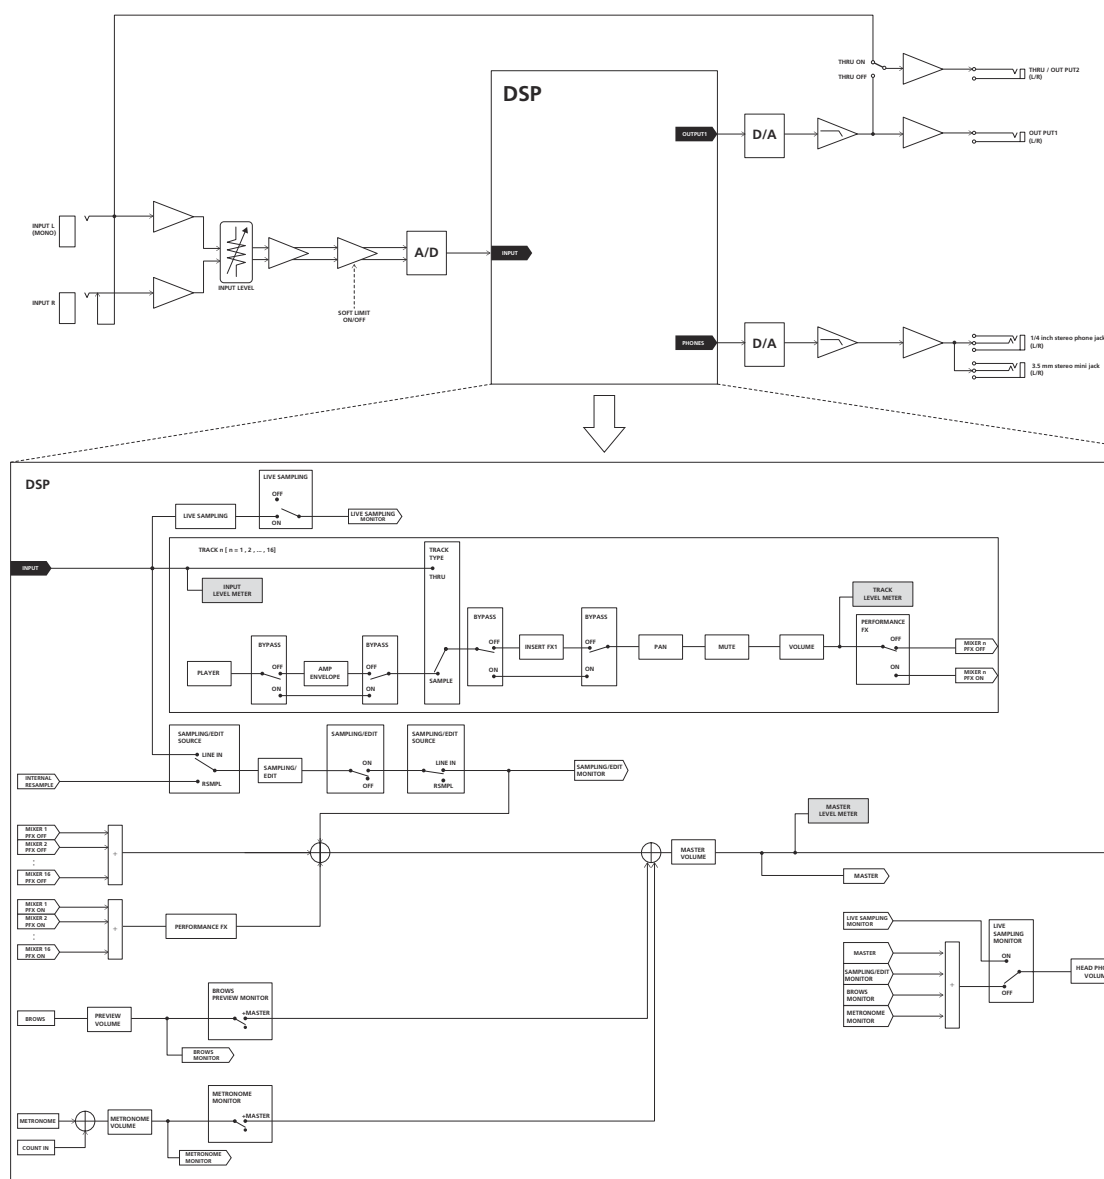 DSP
THRU ON
THRU OFF
THRU / OUT PUT2
(L/R)
OUTPUT1
D/A
OUT PUT1
(L/R)
INPUT L
(MONO)
INPUT R
INPUT LEVEL
SOFT LIMIT
ON/OFF
A/D
INPUT
PHONES
D/A
1/4 inch stereo phone jack
(L/R)
3.5 mm stereo mini jack
(L/R)
DSP
LIVE SAMPLING
LIVE SAMPLING
OFF
ON
LIVE SAMPLING
MONITOR
INPUT
TRACK n [ n = 1 , 2 , ... , 16]
INPUT
LEVEL METER
TRACK
TYPE
THRU
SAMPLE
PLAYER
BYPASS
OFF
ON
AMP
ENVELOPE
BYPASS
OFF
ON
BYPASS
OFF
ON
INSERT FX1
BYPASS
OFF
ON
PAN
MUTE
VOLUME
TRACK
LEVEL METER
PERFORMANCE
FX
OFF
ON
MIXER n
PFX OFF
MIXER n
PFX ON
SAMPLING/EDIT
SOURCE
LINE IN
RSMPL
INTERNAL
RESAMPLE
SAMPLING/
EDIT
SAMPLING/EDIT
ON
OFF
SAMPLING/EDIT
SOURCE
LINE IN
RSMPL
SAMPLING/EDIT
MONITOR
MIXER 1
PFX OFF
MIXER 2
PFX OFF
:
MIXER 16
PFX OFF
+
MIXER 1
PFX ON
MIXER 2
PFX ON
:
MIXER 16
PFX ON
+
PERFORMANCE FX
MASTER
VOLUME
MASTER
LEVEL METER
MASTER
BROWS
PREVIEW
VOLUME
BROWS
PREVIEW MONITOR
+MASTER
BROWS
MONITOR
METRONOME
COUNT IN
METRONOME
VOLUME
METRONOME
MONITOR
+MASTER
METRONOME
MONITOR
LIVE SAMPLING
MONITOR
MASTER
SAMPLING/EDIT
MONITOR
BROWS
MONITOR
METRONOME
MONITOR
+
LIVE
SAMPLING
MONITOR
ON
OFF
HEAD PHO
VOLUM